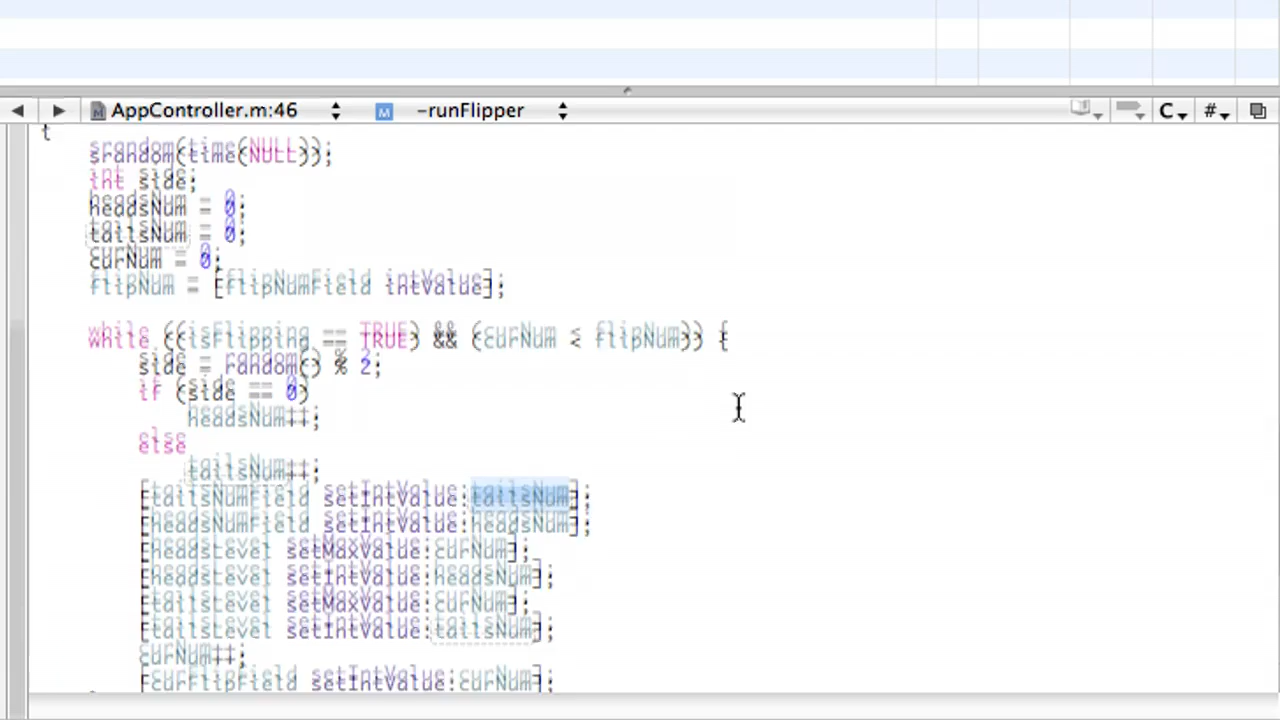 AppController.m:46 M -runFlipper C #
{
srandom(time(NULL));
int side;
headsNum = 0;
tailsNum = 0;
curNum = 0;
flipNum = [flipNumField intValue];
while ((isFlipping == TRUE) && (curNum < flipNum)) {
side = random() % 2;
if (side == 0)
headsNum++;
else
tailsNum++;
[tailsNumField setIntValue:tailsNum];
[headsNumField setIntValue:headsNum];
[headsLevel setMaxValue:curNum];
[headsLevel setIntValue:headsNum];
[tailsLevel setMaxValue:curNum];
[tailsLevel setIntValue:tailsNum];
curNum++;
[curFlipField setIntValue:curNum];